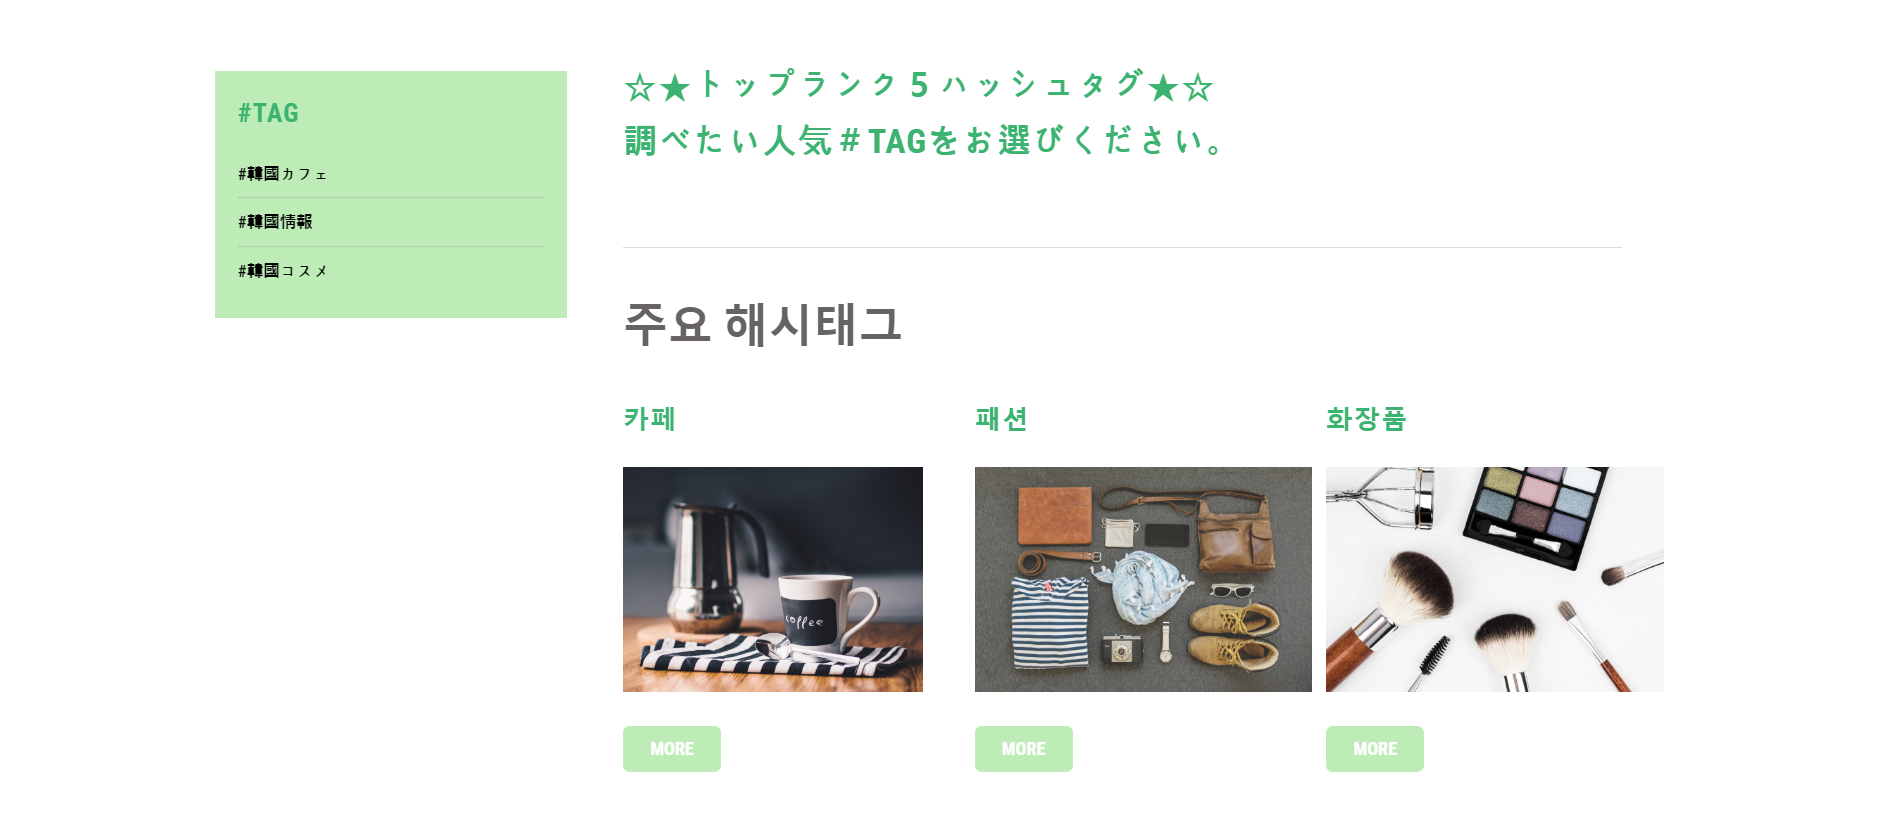 #TAG
#韓國カフェ
#韓國情報
#韓國コスメ
☆★トップランク５ハッシュタグ★☆
調べたい人気＃TAGをお選びください。
주요 해시태그
카페
패션
화장품
coffee
MORE
MORE
MORE